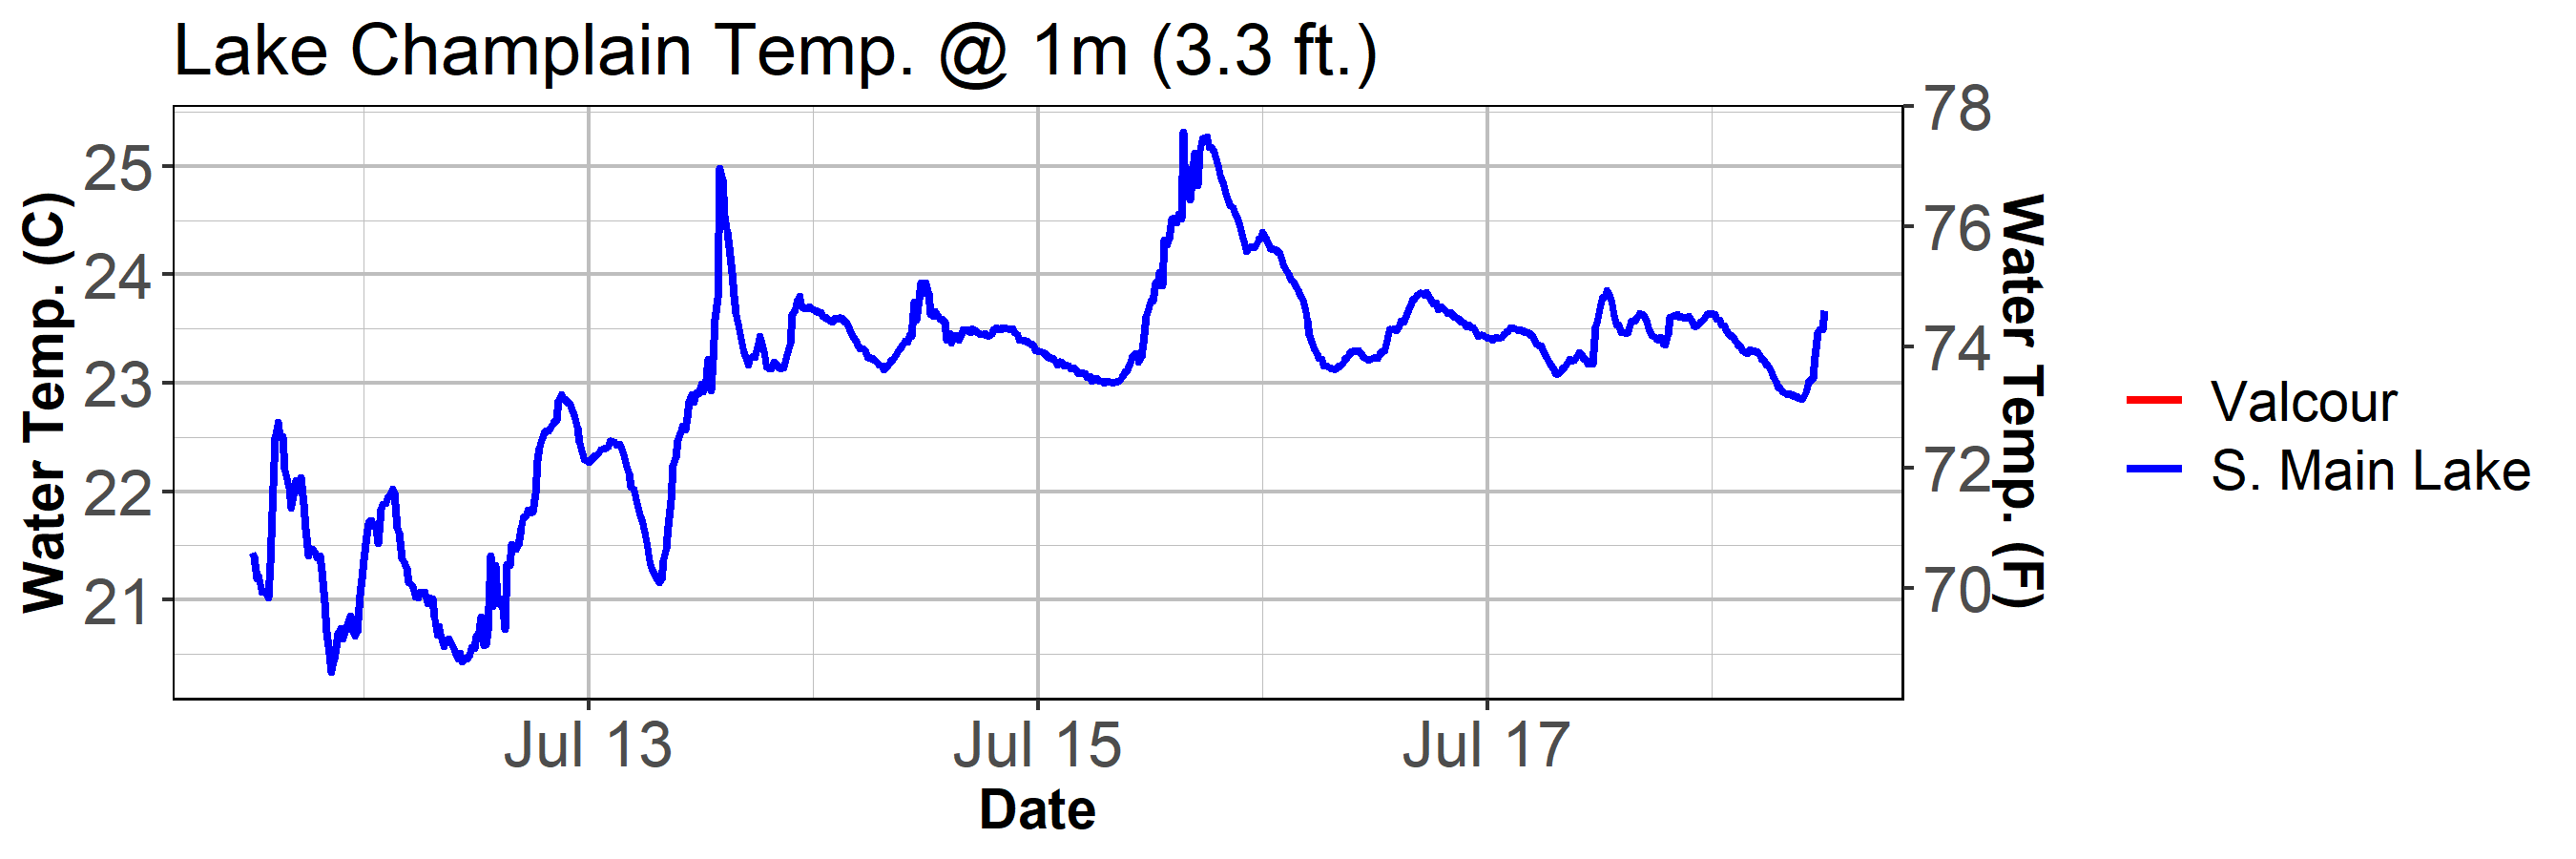 Lake Champlain Temp. @ 1m (3.3 ft.)
Water Temp. (C)
25
24
23
22
21
78
76
74
72
70
Water Temp. (F)
Jul 13
Jul 15
Jul 17
Date
Valcour
S. Main Lake